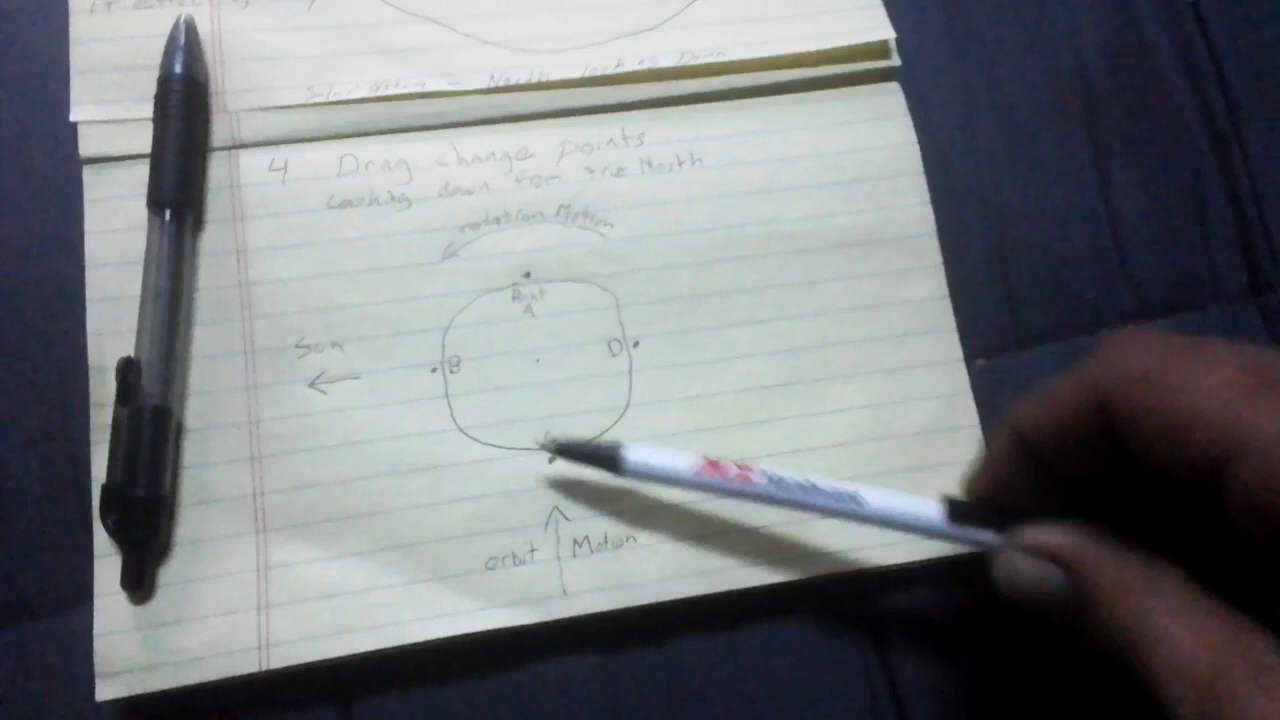 4 Drag change points
Looking down from the North
rotation Motion
Point
A
Sun
B
D
orbit Motion